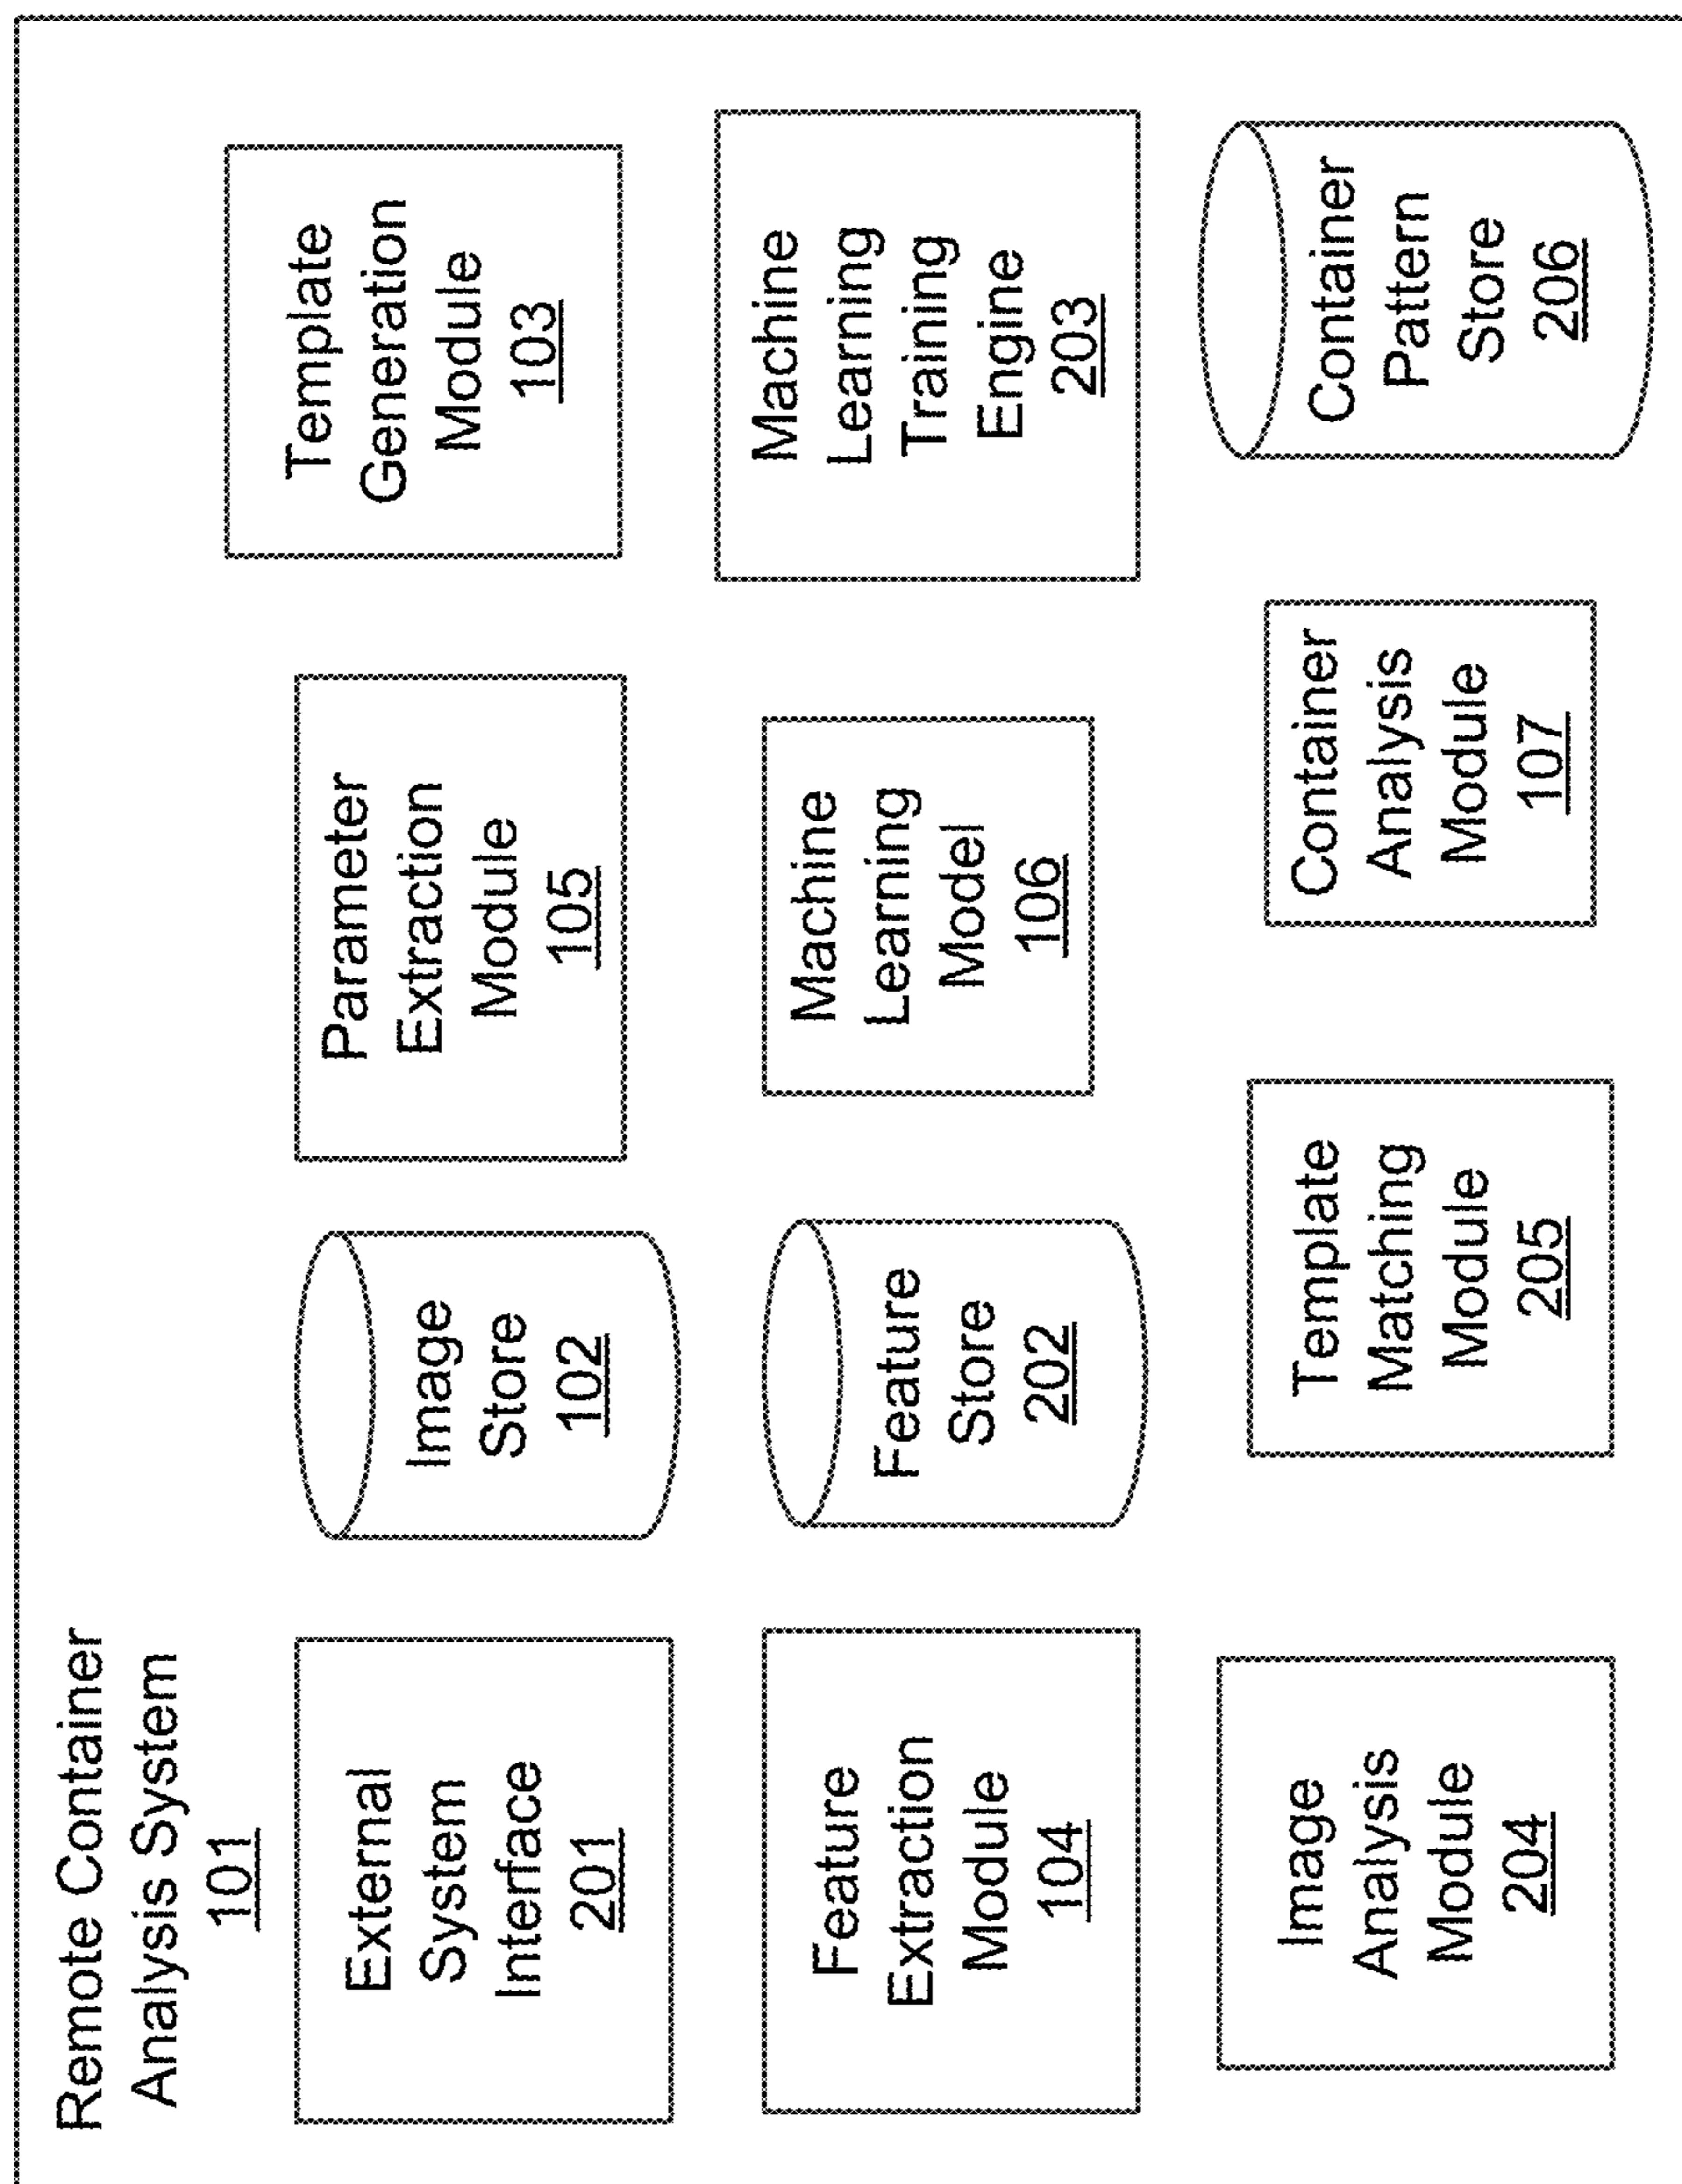 Remote Container
Analysis System
101
External
System
Interface
201
Image
Store
102
Parameter
Extraction
Module
105
Template
Generation
Module
103
Feature
Extraction
Module
104
Feature
Store
202
Machine
Learning
Model
106
Machine
Learning
Training
Engine
203
Image
Analysis
Module
204
Template
Matching
Module
205
Container
Analysis
Module
107
Container
Pattern
Store
206